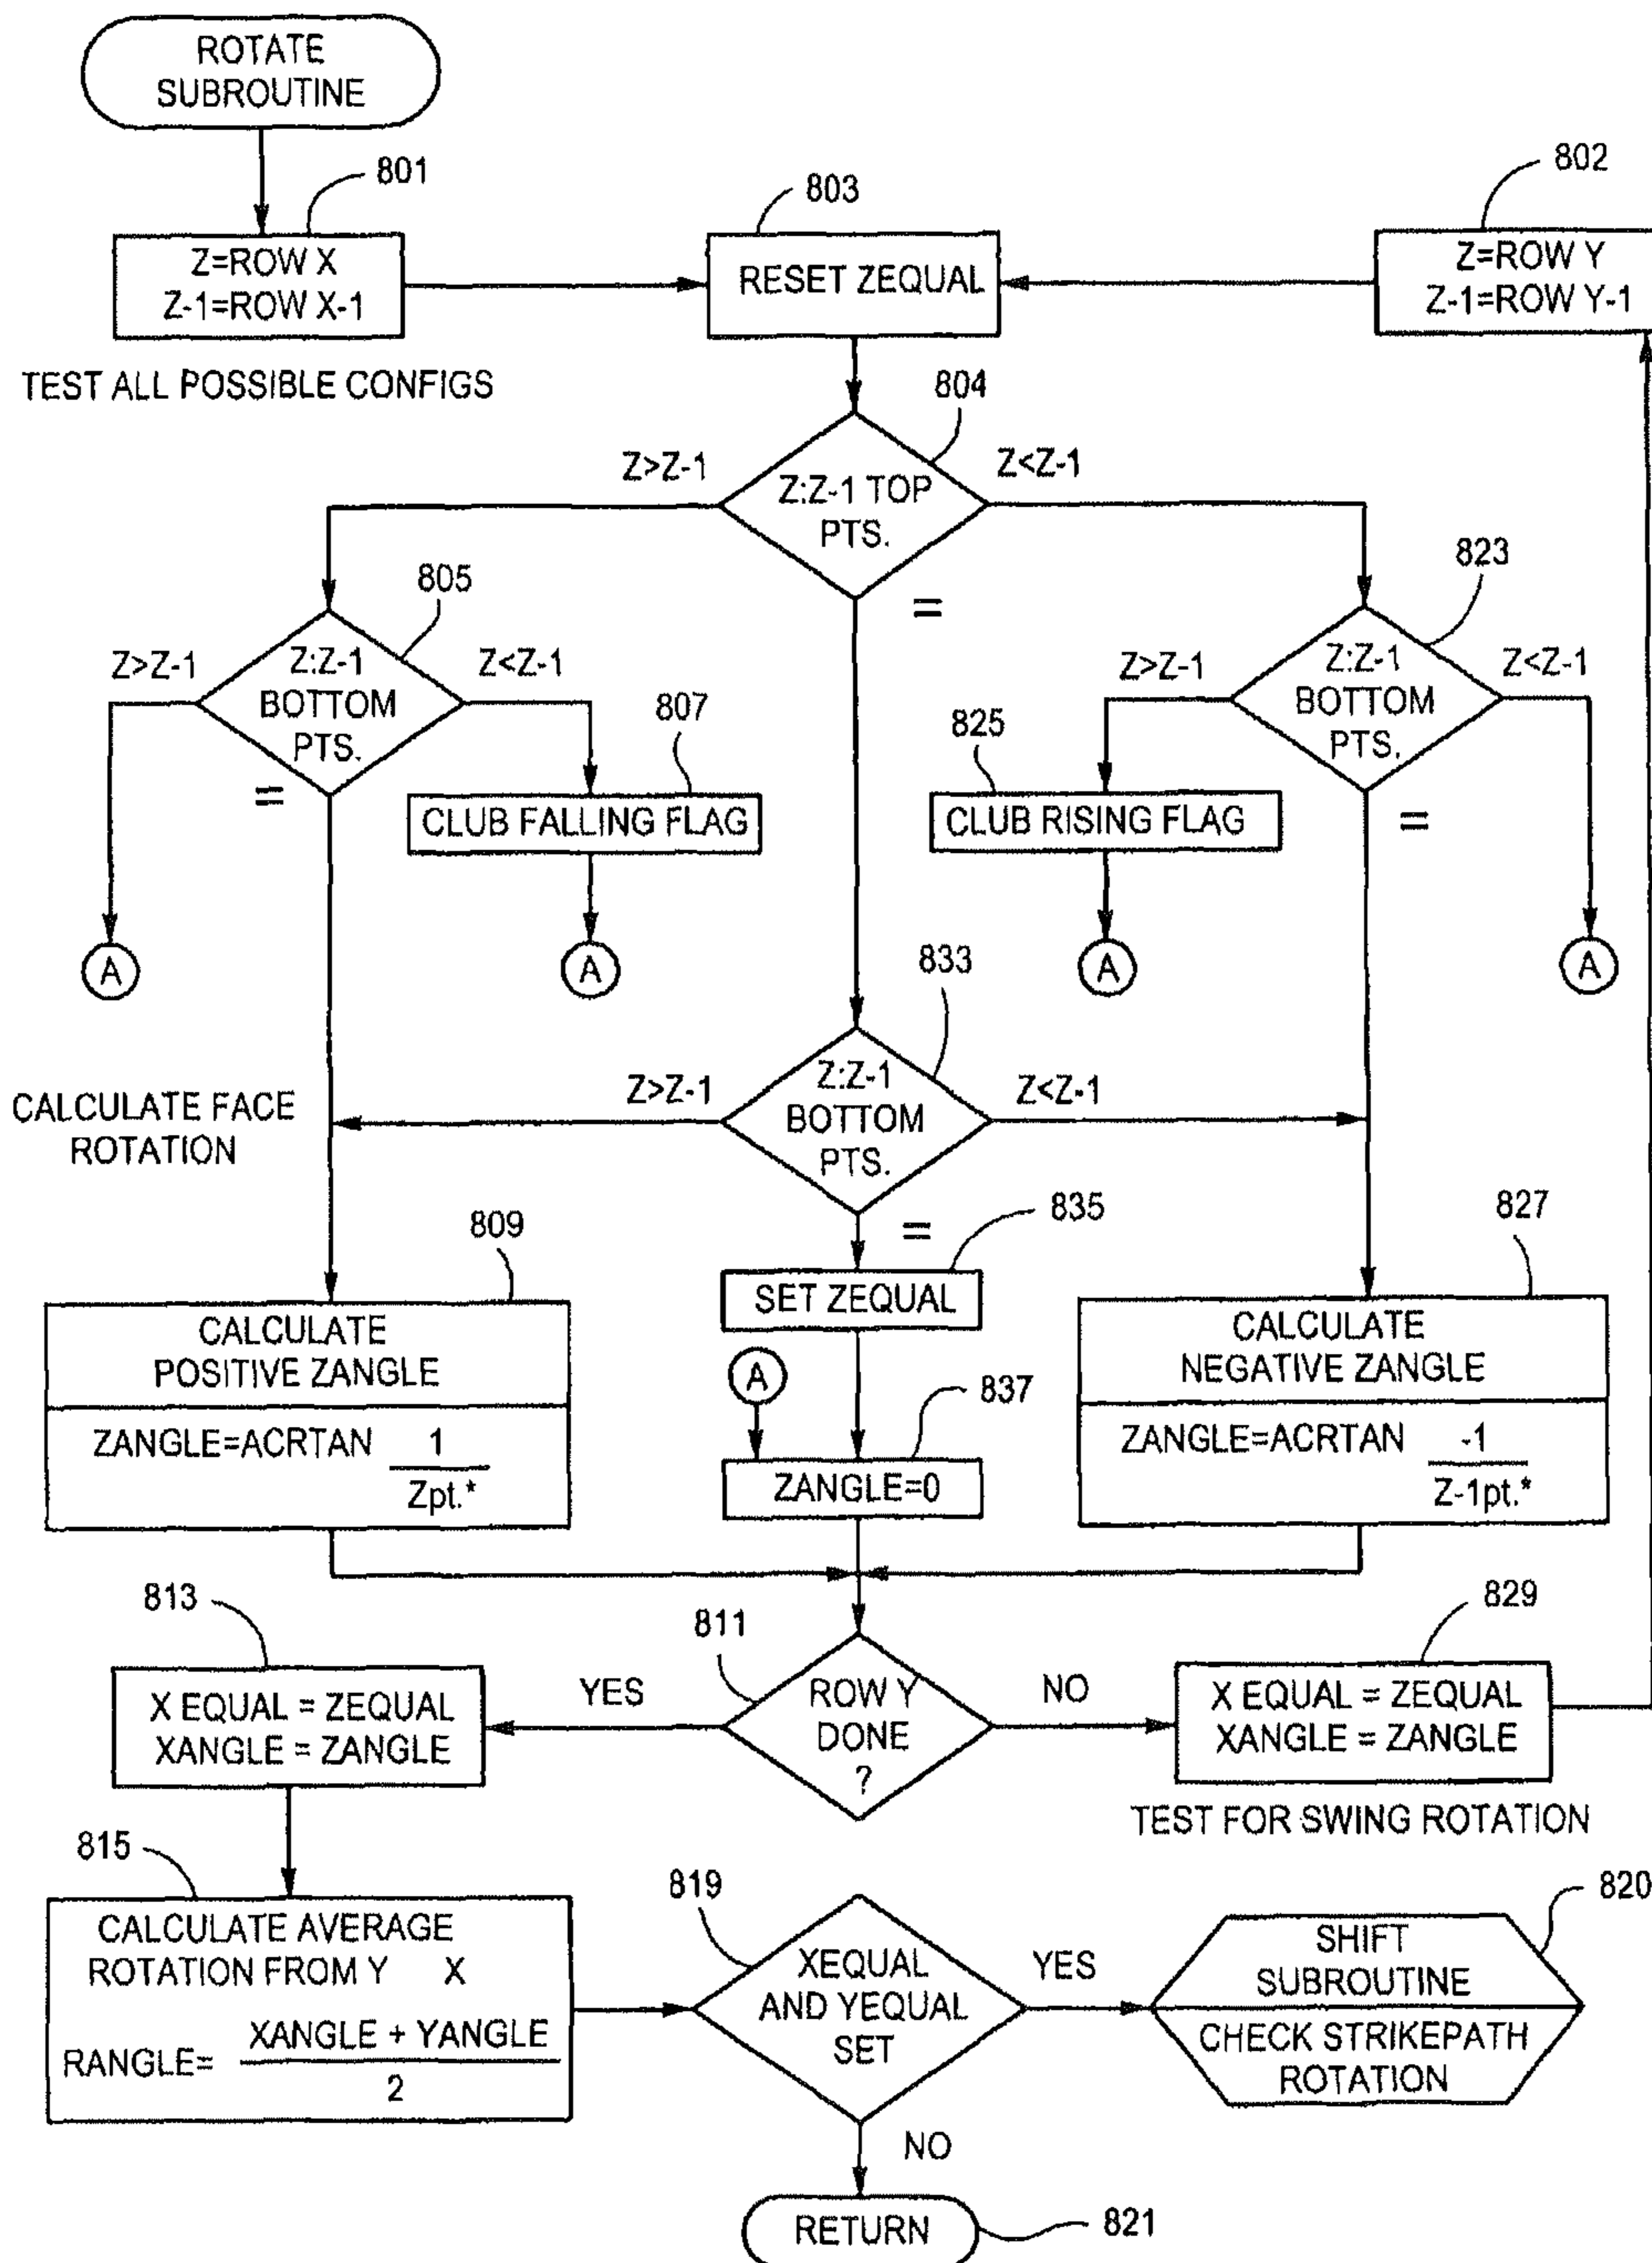 ROTATE
SUBROUTINE
801
Z=ROW X
Z-1=ROW X-1
803
RESET ZEQUAL
802
Z=ROW Y
Z-1=ROW Y-1
TEST ALL POSSIBLE CONFIGS
804
Z>Z-1
Z:Z-1 TOP
PTS.
Z<Z-1
=
805
Z>Z-1
Z:Z-1
BOTTOM
PTS.
Z<Z-1
=
807
CLUB FALLING FLAG
A
A
823
Z>Z-1
Z:Z-1
BOTTOM
PTS.
Z<Z-1
=
825
CLUB RISING FLAG
A
A
833
Z>Z-1
Z:Z-1
BOTTOM
PTS.
Z<Z-1
=
CALCULATE FACE
ROTATION
809
CALCULATE
POSITIVE ZANGLE
ZANGLE=ACRTAN 1
Zpt.*
835
SET ZEQUAL
A
837
ZANGLE=0
827
CALCULATE
NEGATIVE ZANGLE
ZANGLE=ACRTAN -1
Z-1pt.*
813
X EQUAL = ZEQUAL
XANGLE = ZANGLE
811
YES
ROW Y
DONE
?
NO
829
X EQUAL = ZEQUAL
XANGLE = ZANGLE
TEST FOR SWING ROTATION
815
CALCULATE AVERAGE
ROTATION FROM Y X
RANGLE= XANGLE + YANGLE
2
819
XEQUAL
AND YEQUAL
SET
YES
NO
820
SHIFT
SUBROUTINE
CHECK STRIKEPATH
ROTATION
RETURN
821